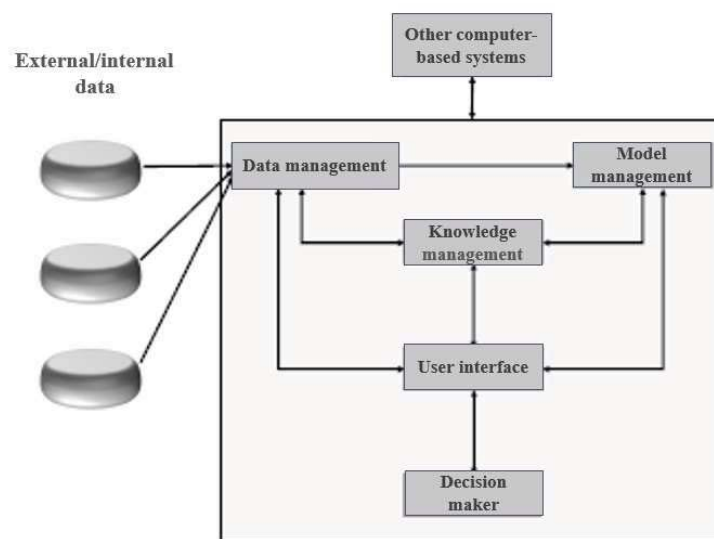 Other computer-
based systems
External/internal
data
Data management
Model
management
Knowledge
management
User interface
Decision
maker